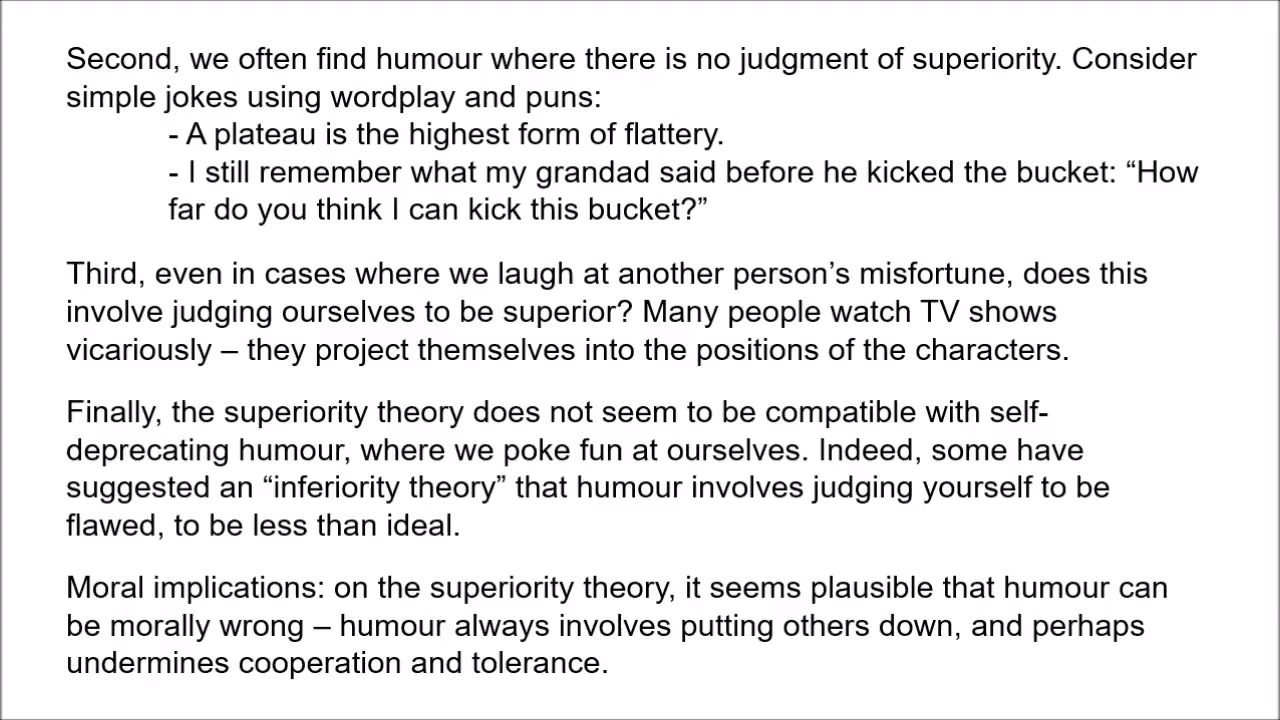 Second, we often find humour where there is no judgment of superiority. Consider
simple jokes using wordplay and puns:
- A plateau is the highest form of flattery.
- I still remember what my grandad said before he kicked the bucket: “How
far do you think I can kick this bucket?”
Third, even in cases where we laugh at another person’s misfortune, does this
involve judging ourselves to be superior? Many people watch TV shows
vicariously – they project themselves into the positions of the characters.
Finally, the superiority theory does not seem to be compatible with self-
deprecating humour, where we poke fun at ourselves. Indeed, some have
suggested an “inferiority theory” that humour involves judging yourself to be
flawed, to be less than ideal.
Moral implications: on the superiority theory, it seems plausible that humour can
be morally wrong – humour always involves putting others down, and perhaps
undermines cooperation and tolerance.